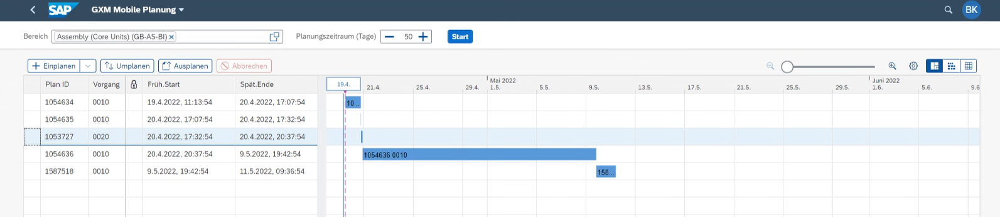 SAP GXM Mobile Planung BK
Bereich Assembly (Core Units) (GB-AS-BI) Planungszeitraum (Tage) 50 Start
Einplanen Umplanen Ausplanen Abbrechen
Plan ID Vorgang Früh.Start Spät.Ende
19.4. Mai 2022 Juni 2022
21.4. 25.4. 29.4. 1.5. 5.5. 9.5. 13.5. 17.5. 21.5. 25.5. 29.5. 1.6. 5.6. 9.6
1054634 0010 19.4.2022, 11:13:54 20.4.2022, 17:07:54 10...
1054635 0010 20.4.2022, 17:07:54 20.4.2022, 17:32:54
1053727 0020 20.4.2022, 17:32:54 20.4.2022, 20:37:54
1054636 0010 20.4.2022, 20:37:54 9.5.2022, 19:42:54 1054636 0010
1587518 0010 9.5.2022, 19:42:54 11.5.2022, 09:36:54 158...